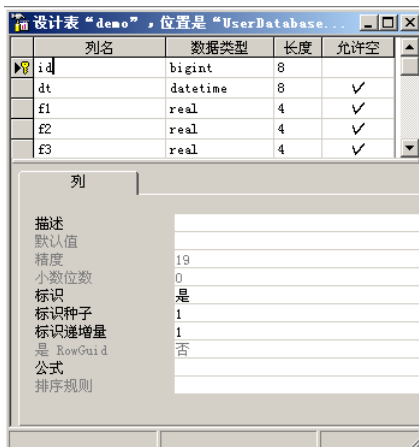 设计表“demo”,位置是“UserDatabase...
列名 数据类型 长度 允许空
id bigint 8
dt datetime 8
f1 real 4
f2 real 4
f3 real 4
列
描述
默认值
精度 19
小数位数 0
标识 是
标识种子 1
标识递增量 1
是 RowGuid 否
公式
排序规则